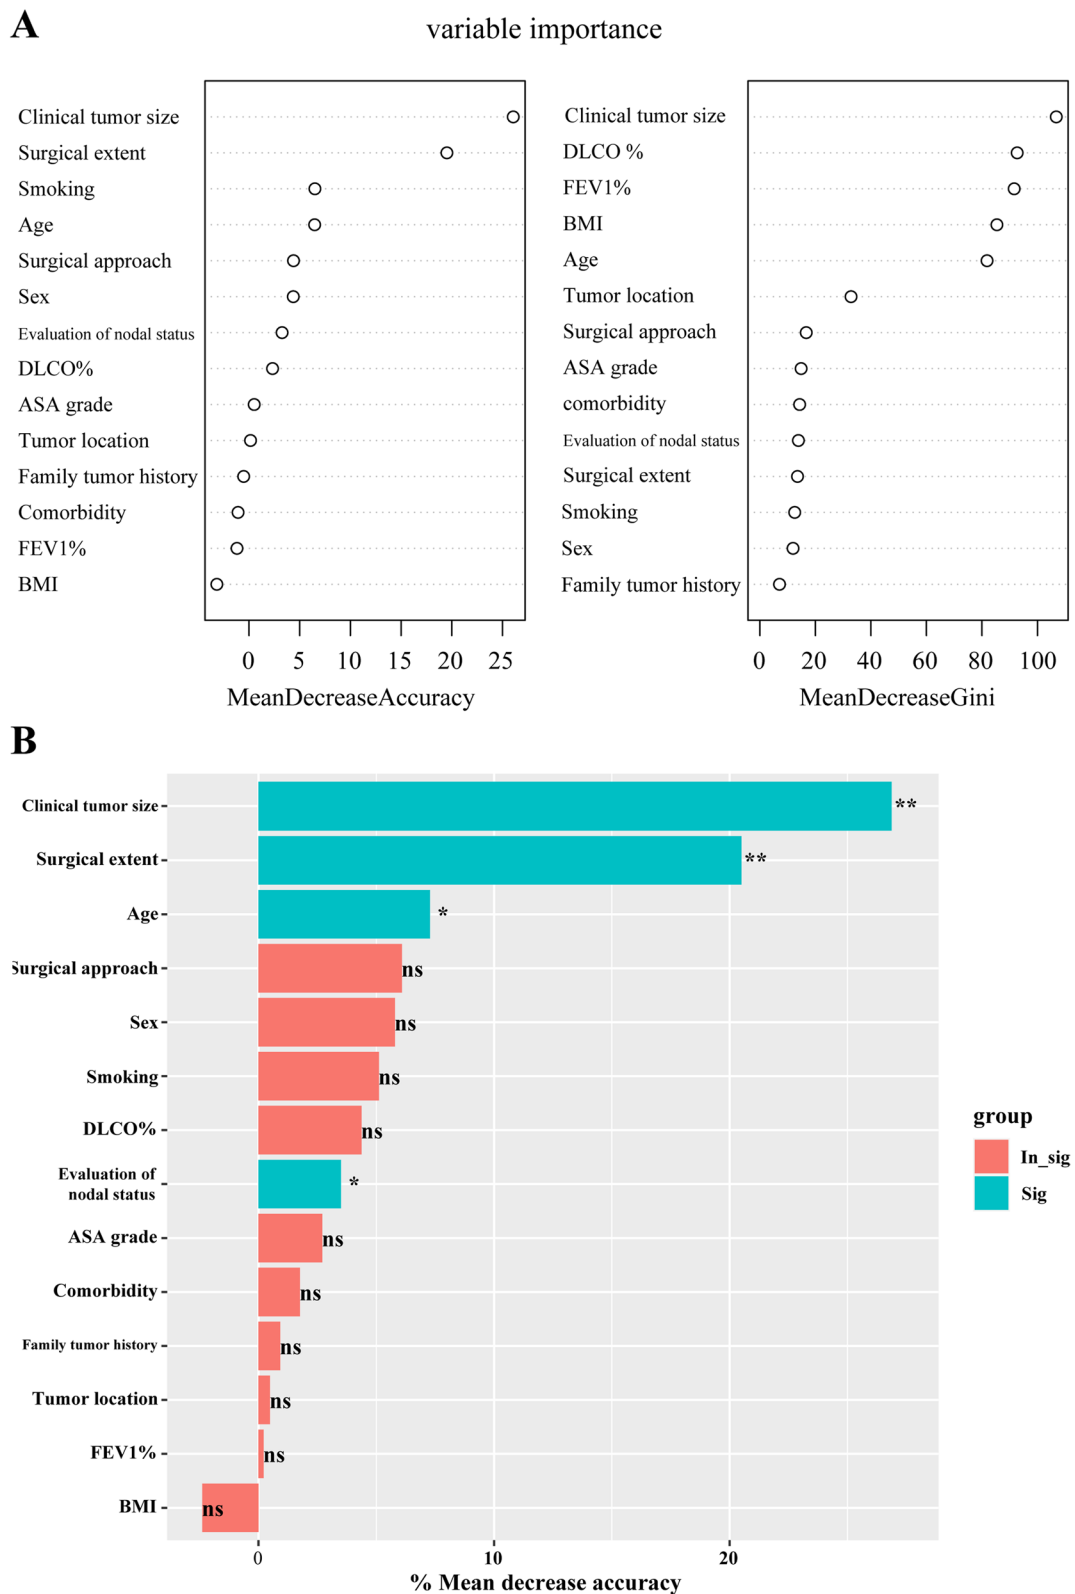 A
variable importance
Clinical tumor size
Surgical extent
Smoking
Age
Surgical approach
Sex
Evaluation of nodal status
DLCO%
ASA grade
Tumor location
Family tumor history
Comorbidity
FEV1%
BMI
0 5 10 15 20 25
MeanDecreaseAccuracy
Clinical tumor size
DLCO %
FEV1%
BMI
Age
Tumor location
Surgical approach
ASA grade
comorbidity
Evaluation of nodal status
Surgical extent
Smoking
Sex
Family tumor history
0 20 40 60 80 100
MeanDecreaseGini
B
Clinical tumor size **
Surgical extent **
Age *
Surgical approach ns
Sex ns
Smoking ns
DLCO% ns
Evaluation of
nodal status *
ASA grade ns
Comorbidity ns
Family tumor history ns
Tumor location ns
FEV1% ns
BMI ns
0 10 20
% Mean decrease accuracy
group
In_sig
Sig